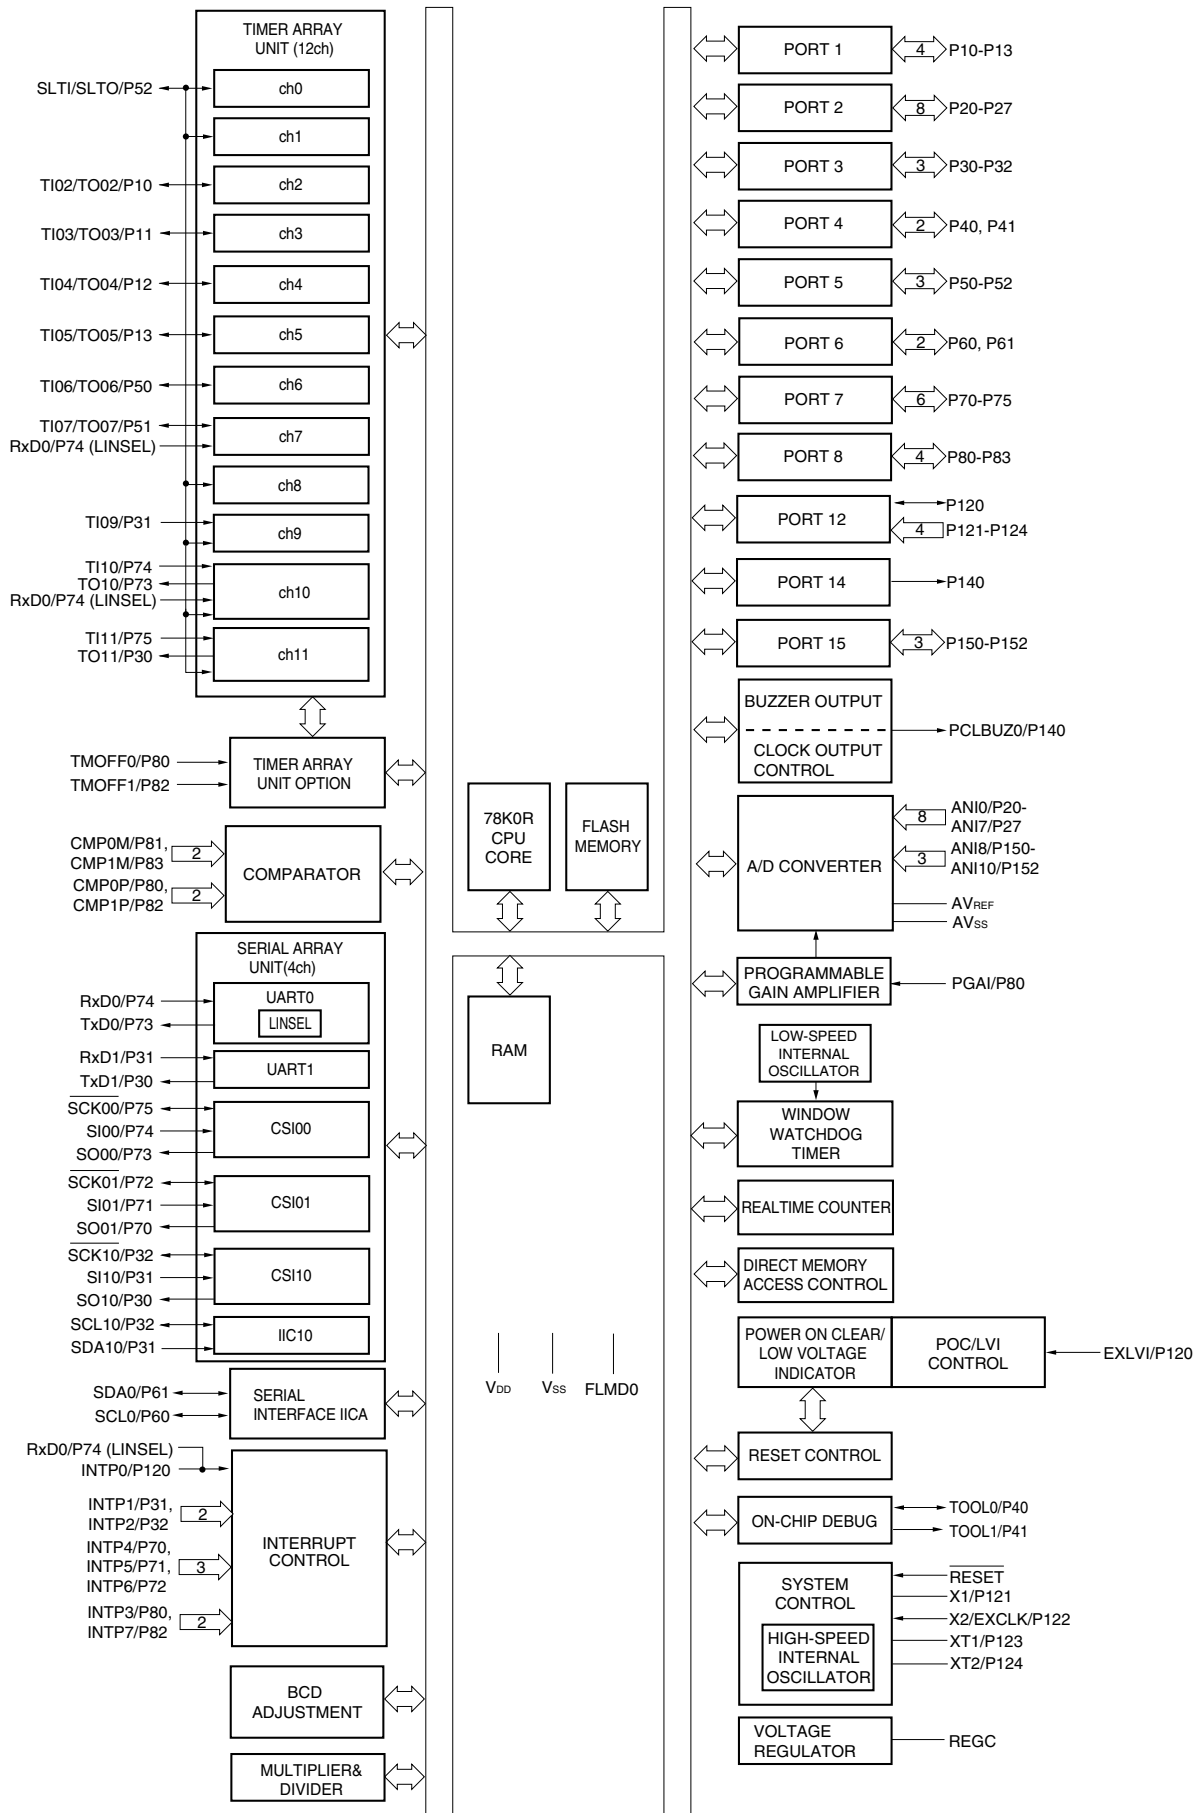 TIMER ARRAY
UNIT (12ch)
SLTI/SLTO/P52
ch0
ch1
TI02/TO02/P10
ch2
TI03/TO03/P11
ch3
TI04/TO04/P12
ch4
TI05/TO05/P13
ch5
TI06/TO06/P50
ch6
TI07/TO07/P51
RxD0/P74 (LINSEL)
ch7
ch8
TI09/P31
ch9
TI10/P74
TO10/P73
RxD0/P74 (LINSEL)
ch10
TI11/P75
TO11/P30
ch11
TMOFF0/P80
TMOFF1/P82
TIMER ARRAY
UNIT OPTION
CMP0M/P81,
CMP1M/P83
2
CMP0P/P80,
CMP1P/P82
2
COMPARATOR
SERIAL ARRAY
UNIT(4ch)
RxD0/P74
TxD0/P73
UART0
LINSEL
RxD1/P31
TxD1/P30
UART1
SCK00/P75
SI00/P74
SO00/P73
CSI00
SCK01/P72
SI01/P71
SO01/P70
CSI01
SCK10/P32
SI10/P31
SO10/P30
CSI10
SCL10/P32
SDA10/P31
IIC10
SDA0/P61
SCL0/P60
SERIAL
INTERFACE IICA
RxD0/P74 (LINSEL)
INTP0/P120
INTP1/P31,
INTP2/P32
2
INTP4/P70,
INTP5/P71,
INTP6/P72
3
INTP3/P80,
INTP7/P82
2
INTERRUPT
CONTROL
BCD
ADJUSTMENT
MULTIPLIER&
DIVIDER
78K0R
CPU
CORE
FLASH
MEMORY
RAM
VDD
VSS
FLMD0
PORT 1
4
P10-P13
PORT 2
8
P20-P27
PORT 3
3
P30-P32
PORT 4
2
P40, P41
PORT 5
3
P50-P52
PORT 6
2
P60, P61
PORT 7
6
P70-P75
PORT 8
4
P80-P83
PORT 12
P120
4
P121-P124
PORT 14
P140
PORT 15
3
P150-P152
BUZZER OUTPUT
CLOCK OUTPUT
CONTROL
PCLBUZ0/P140
A/D CONVERTER
8
ANI0/P20-
ANI7/P27
3
ANI8/P150-
ANI10/P152
AVREF
AVSS
PROGRAMMABLE
GAIN AMPLIFIER
PGAI/P80
LOW-SPEED
INTERNAL
OSCILLATOR
WINDOW
WATCHDOG
TIMER
REALTIME COUNTER
DIRECT MEMORY
ACCESS CONTROL
POWER ON CLEAR/
LOW VOLTAGE
INDICATOR
POC/LVI
CONTROL
EXLVI/P120
RESET CONTROL
ON-CHIP DEBUG
TOOL0/P40
TOOL1/P41
SYSTEM
CONTROL
HIGH-SPEED
INTERNAL
OSCILLATOR
RESET
X1/P121
X2/EXCLK/P122
XT1/P123
XT2/P124
VOLTAGE
REGULATOR
REGC